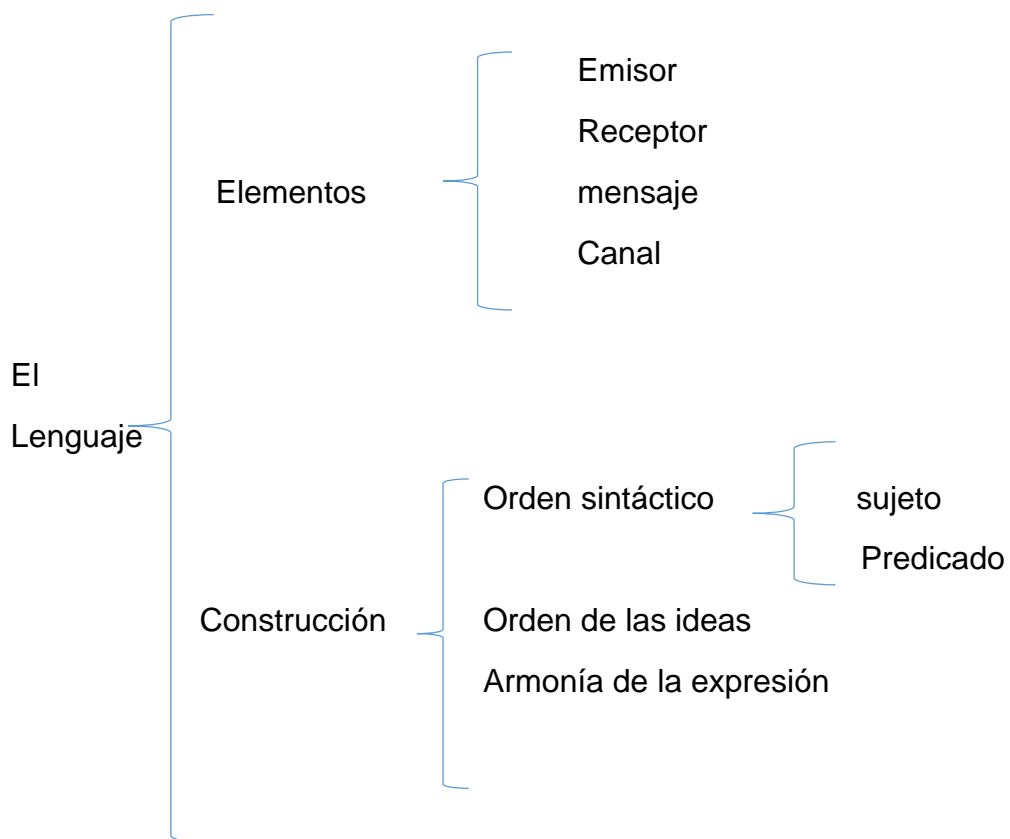 Emisor
Receptor
Elementos
mensaje
Canal
El
Lenguaje
Orden sintáctico
sujeto
Predicado
Construcción
Orden de las ideas
Armonía de la expresión